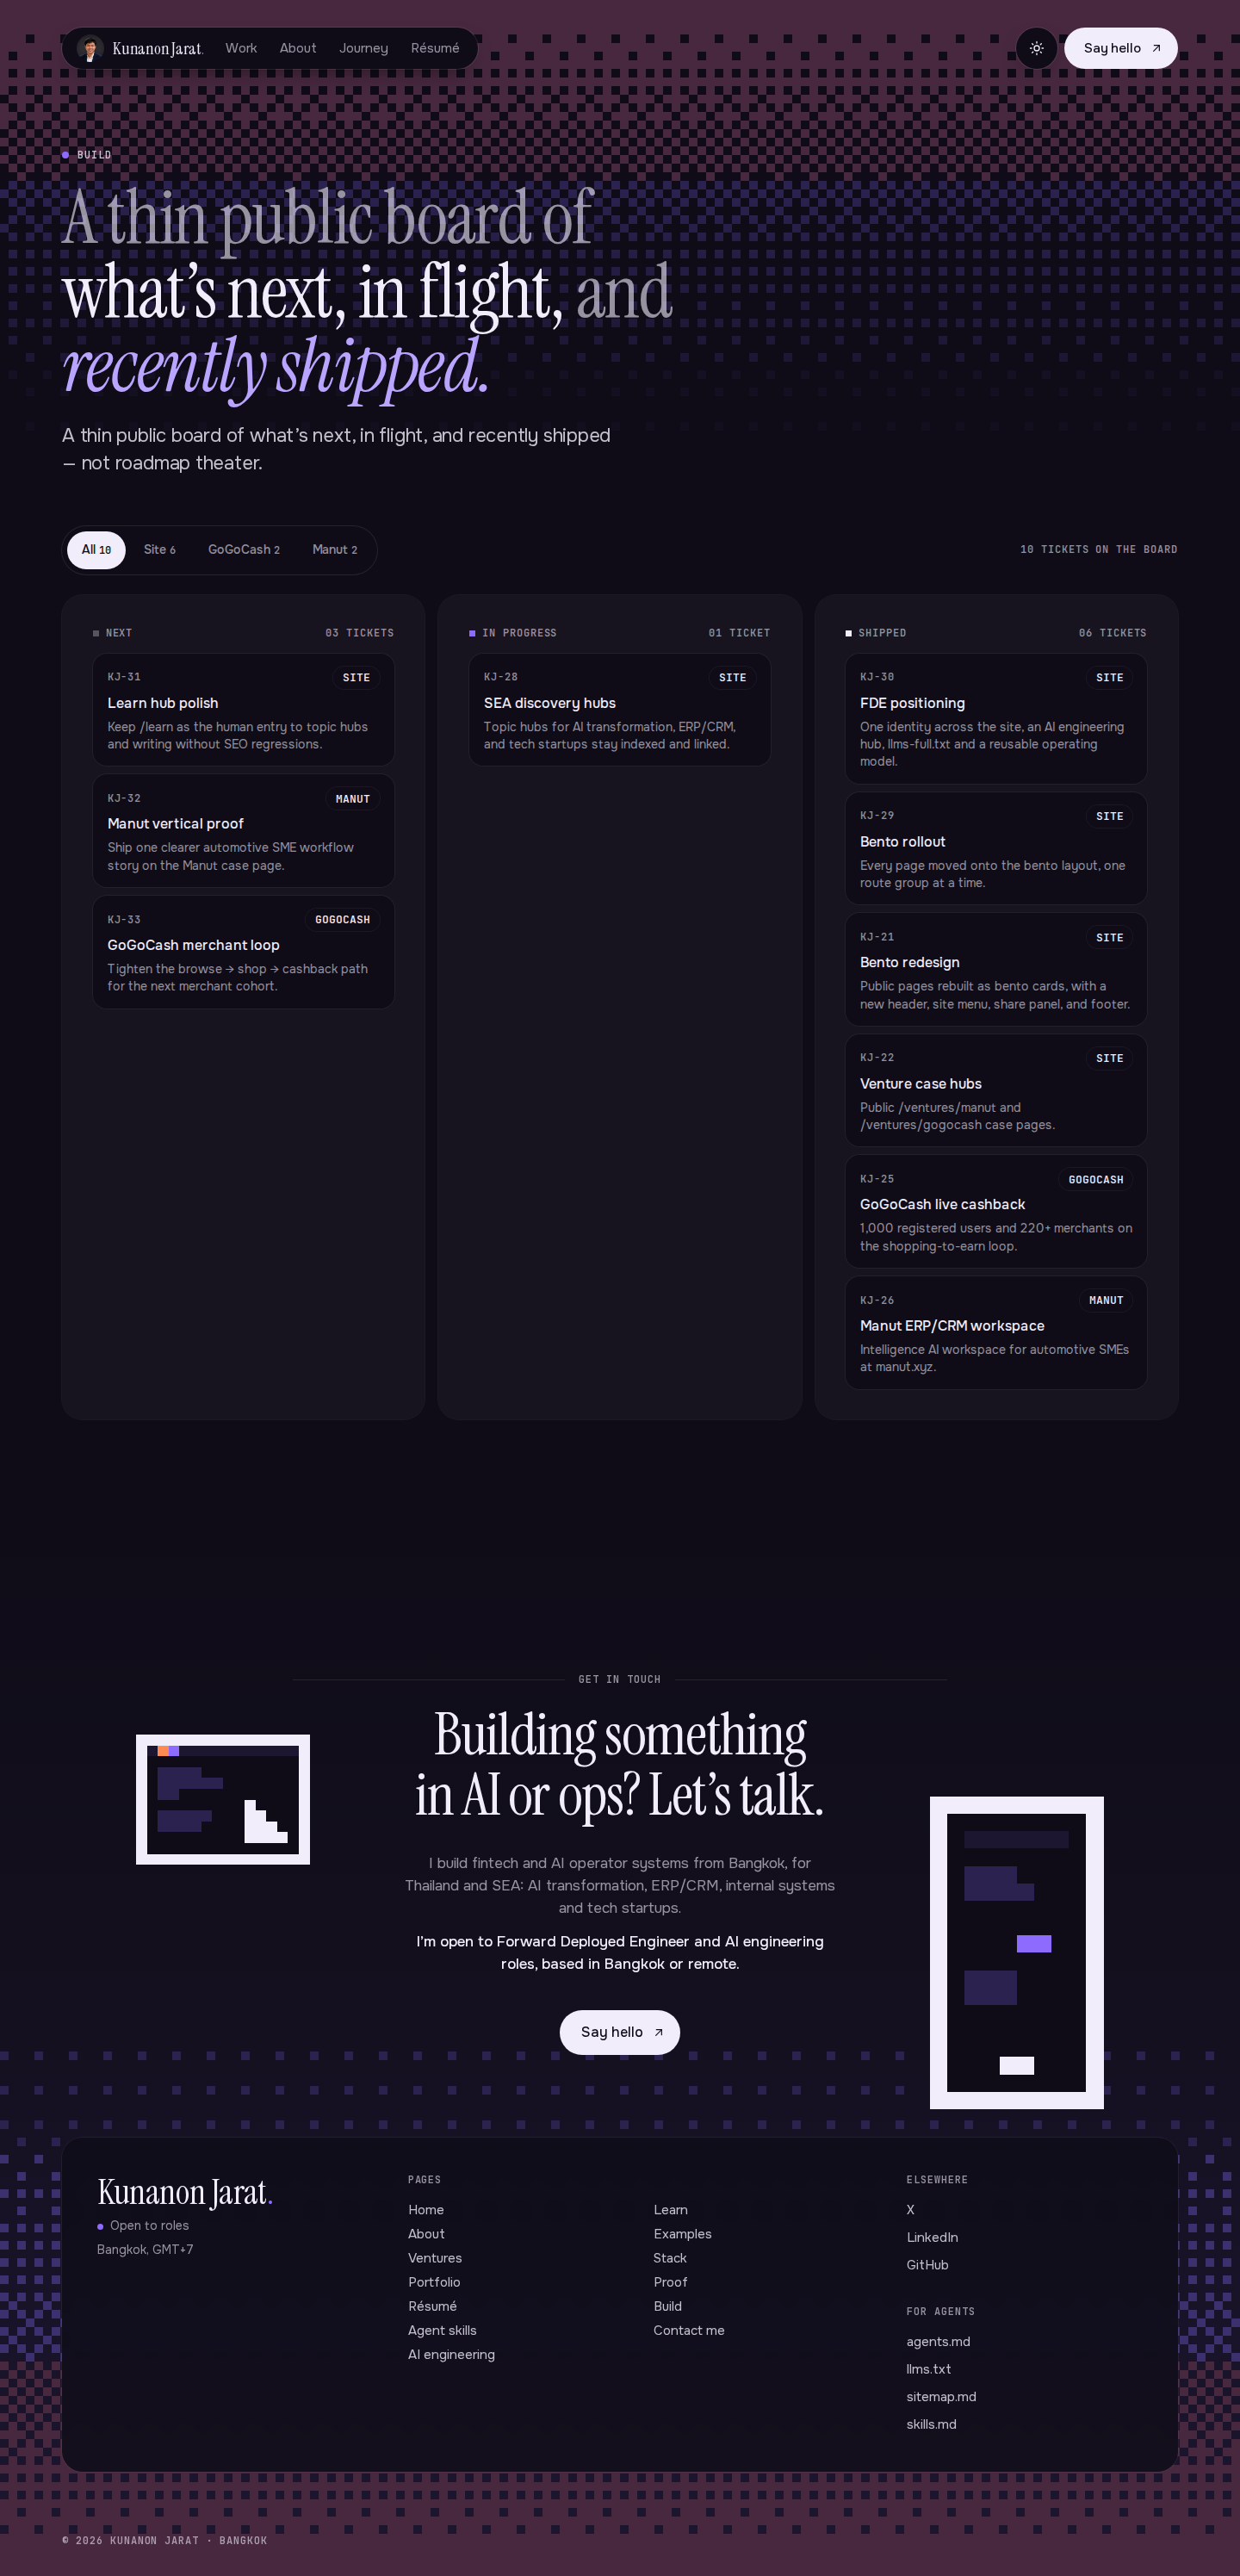 Kunanon Jarat.
Work
About
Journey
Résumé
Say hello
BUILD
A thin public board of
what’s next, in flight, and
recently shipped.
A thin public board of what’s next, in flight, and recently shipped
— not roadmap theater.
All 10
Site 6
GoGoCash 2
Manut 2
10 TICKETS ON THE BOARD
NEXT
03 TICKETS
KJ-31
SITE
Learn hub polish
Keep /learn as the human entry to topic hubs
and writing without SEO regressions.
KJ-32
MANUT
Manut vertical proof
Ship one clearer automotive SME workflow
story on the Manut case page.
KJ-33
GOGOCASH
GoGoCash merchant loop
Tighten the browse → shop → cashback path
for the next merchant cohort.
IN PROGRESS
01 TICKET
KJ-28
SITE
SEA discovery hubs
Topic hubs for AI transformation, ERP/CRM,
and tech startups stay indexed and linked.
SHIPPED
06 TICKETS
KJ-30
SITE
FDE positioning
One identity across the site, an AI engineering
hub, llms-full.txt and a reusable operating
model.
KJ-29
SITE
Bento rollout
Every page moved onto the bento layout, one
route group at a time.
KJ-21
SITE
Bento redesign
Public pages rebuilt as bento cards, with a
new header, site menu, share panel, and footer.
KJ-22
SITE
Venture case hubs
Public /ventures/manut and
/ventures/gogocash case pages.
KJ-25
GOGOCASH
GoGoCash live cashback
1,000 registered users and 220+ merchants on
the shopping-to-earn loop.
KJ-26
MANUT
Manut ERP/CRM workspace
Intelligence AI workspace for automotive SMEs
at manut.xyz.
GET IN TOUCH
Building something
in AI or ops? Let’s talk.
I build fintech and AI operator systems from Bangkok, for
Thailand and SEA: AI transformation, ERP/CRM, internal systems
and tech startups.
I'm open to Forward Deployed Engineer and AI engineering
roles, based in Bangkok or remote.
Say hello
Kunanon Jarat.
Open to roles
Bangkok, GMT+7
PAGES
Home
About
Ventures
Portfolio
Résumé
Agent skills
AI engineering
Learn
Examples
Stack
Proof
Build
Contact me
ELSEWHERE
X
LinkedIn
GitHub
FOR AGENTS
agents.md
llms.txt
sitemap.md
skills.md
© 2026 KUNANON JARAT · BANGKOK